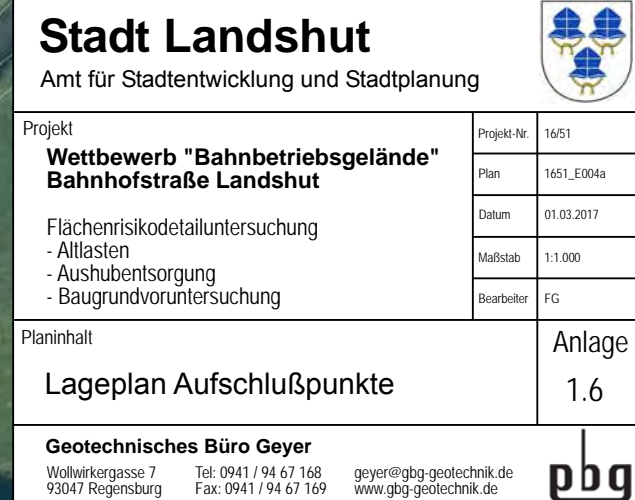 Stadt Landshut
Amt für Stadtentwicklung und Stadtplanung
Projekt
Wettbewerb "Bahnbetriebsgelände"
Bahnhofstraße Landshut
Flächenrisikodetailuntersuchung
- Altlasten
- Aushubentsorgung
- Baugrundvoruntersuchung
Projekt-Nr. 16/51
Plan 1651_E004a
Datum 01.03.2017
Maßstab 1:1.000
Bearbeiter FG
Planinhalt
Lageplan Aufschlußpunkte
Anlage
1.6
Geotechnisches Büro Geyer
Wollwirkergasse 7 Tel: 0941 / 94 67 168 geyer@gbg-geotechnik.de
93047 Regensburg Fax: 0941 / 94 67 169 www.gbg-geotechnik.de
pbg